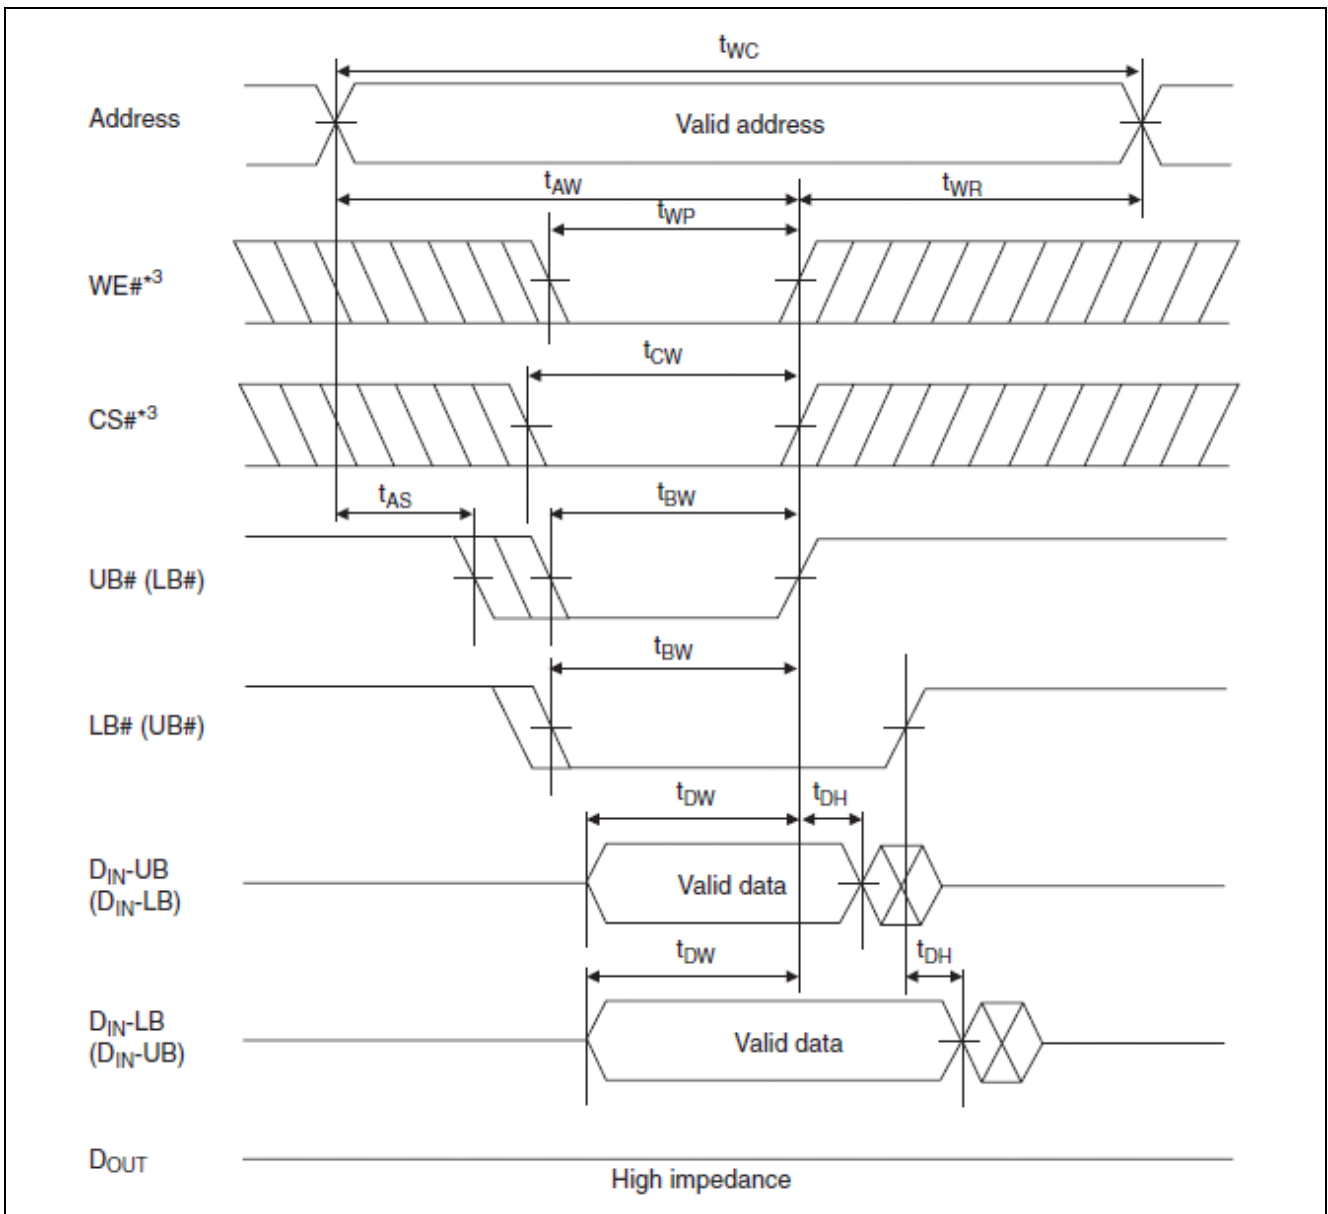 tWC
Address
Valid address
tAW
tWR
tWP
WE#*3
tCW
CS#*3
tAS
tBW
UB# (LB#)
tBW
LB# (UB#)
tDW
tDH
DIN-UB
(DIN-LB)
Valid data
tDW
tDH
DIN-LB
(DIN-UB)
Valid data
DOUT
High impedance